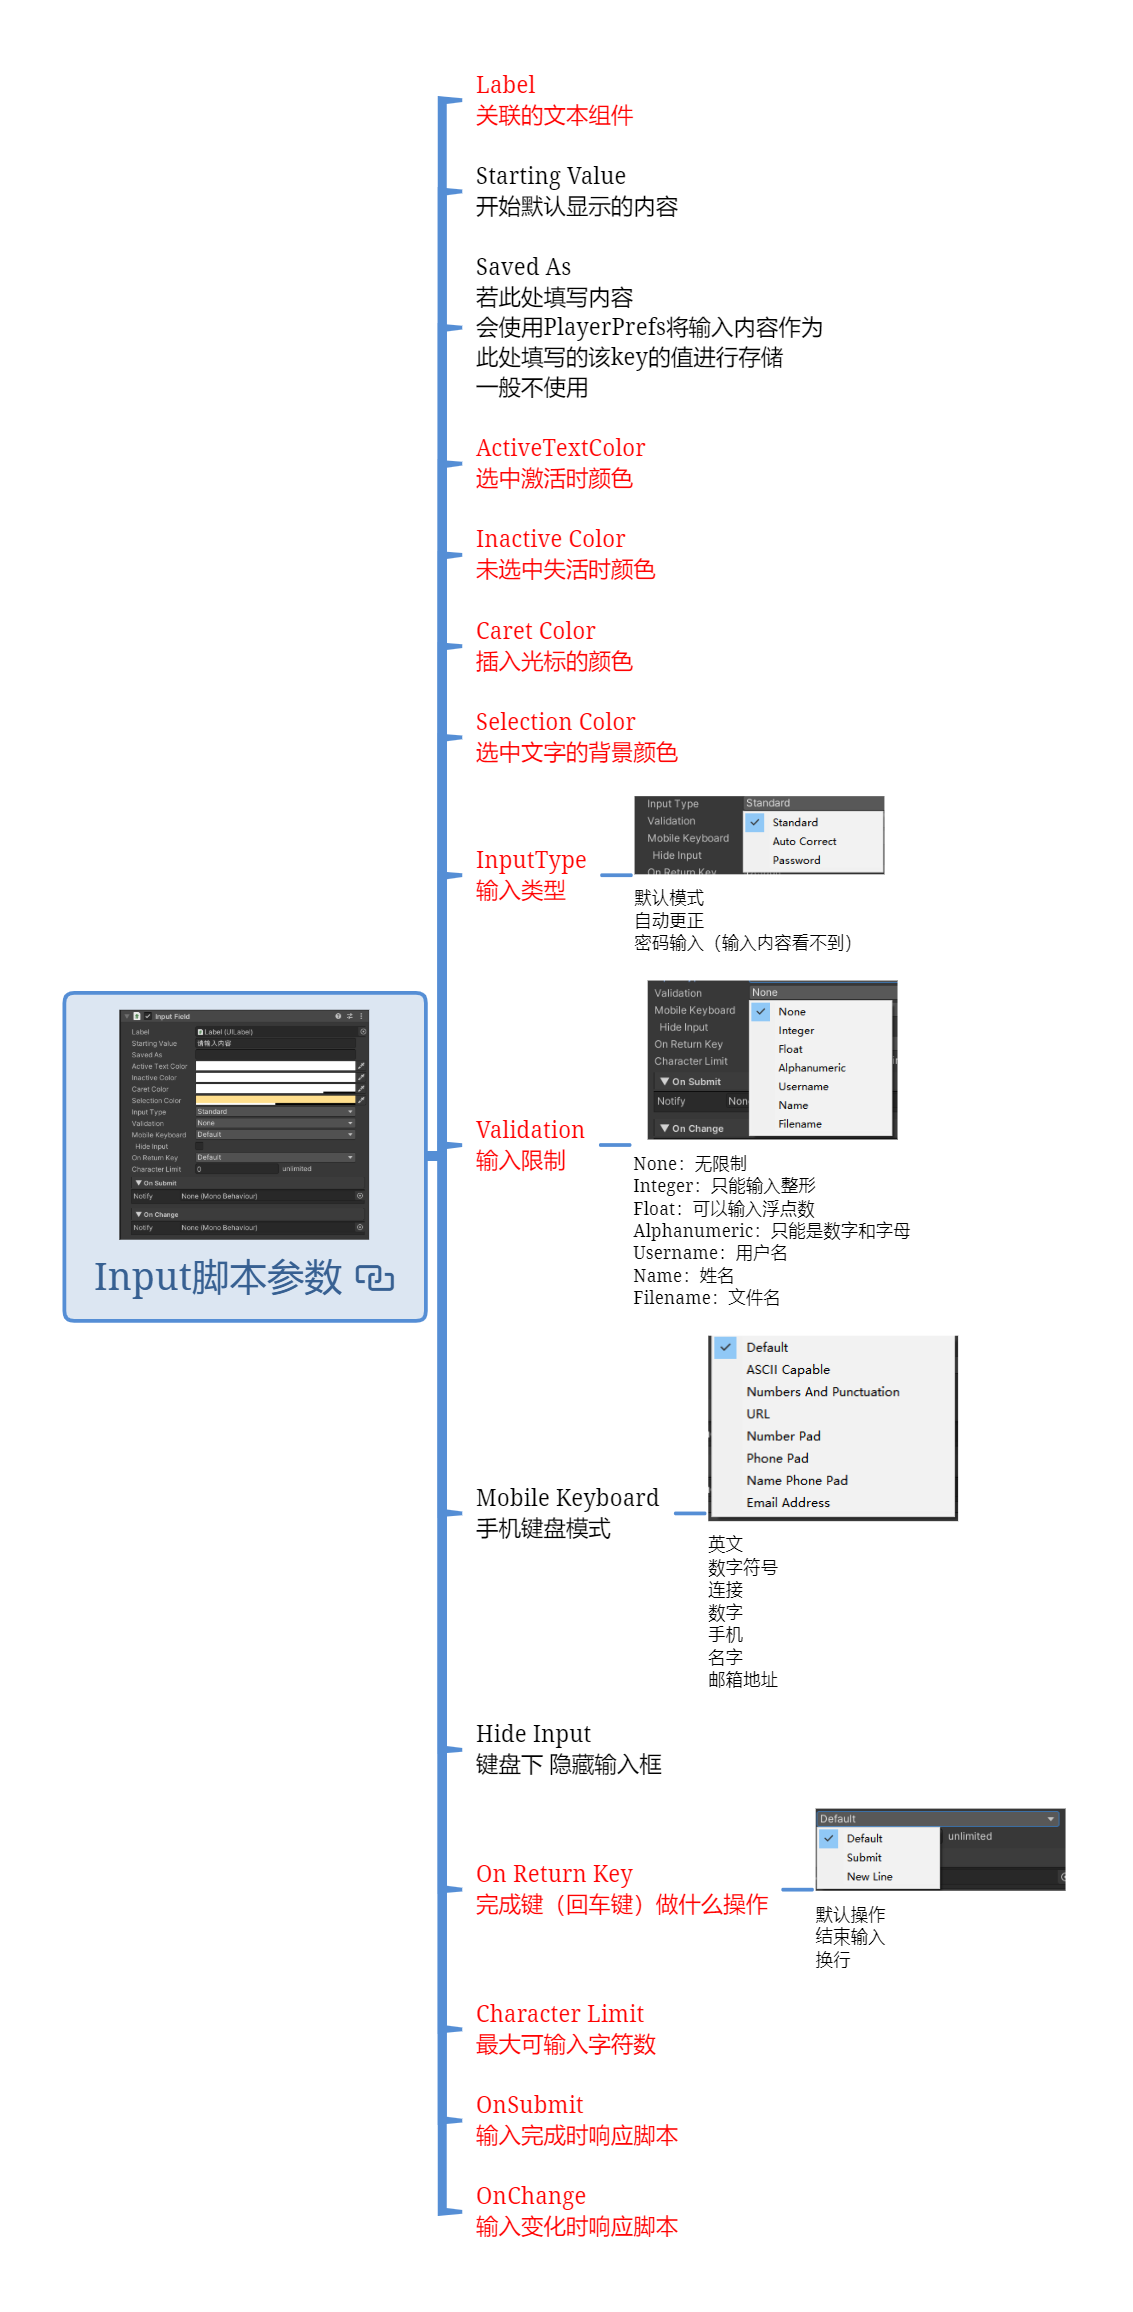 Label
关联的文本组件
Starting Value
开始默认显示的内容
Saved As
若此处填写内容
会使用PlayerPrefs将输入内容作为
此处填写的该key的值进行存储
一般不使用
ActiveTextColor
选中激活时颜色
Inactive Color
未选中失活时颜色
Caret Color
插入光标的颜色
Selection Color
选中文字的背景颜色
InputType
输入类型
Input Type Standard
Validation
Mobile Keyboard
Hide Input
On Return Key
Standard
Auto Correct
Password
默认模式
自动更正
密码输入（输入内容看不到）
Input Field
Label Label (UILabel)
Starting Value 请输入内容
Saved As
Active Text Color
Inactive Color
Caret Color
Selection Color
Input Type Standard
Validation None
Mobile Keyboard Default
Hide Input
On Return Key Default
Character Limit 0 unlimited
On Submit
Notify None (Mono Behaviour)
On Change
Notify None (Mono Behaviour)
Input脚本参数
Validation
输入限制
Validation None
Mobile Keyboard
Hide Input
On Return Key
Character Limit
On Submit
Notify
On Change
None
Integer
Float
Alphanumeric
Username
Name
Filename
None：无限制
Integer：只能输入整形
Float：可以输入浮点数
Alphanumeric：只能是数字和字母
Username：用户名
Name：姓名
Filename：文件名
Mobile Keyboard
手机键盘模式
Default
ASCII Capable
Numbers And Punctuation
URL
Number Pad
Phone Pad
Name Phone Pad
Email Address
英文
数字符号
连接
数字
手机
名字
邮箱地址
Hide Input
键盘下 隐藏输入框
On Return Key
完成键（回车键）做什么操作
Default
Default unlimited
Submit
New Line
默认操作
结束输入
换行
Character Limit
最大可输入字符数
OnSubmit
输入完成时响应脚本
OnChange
输入变化时响应脚本